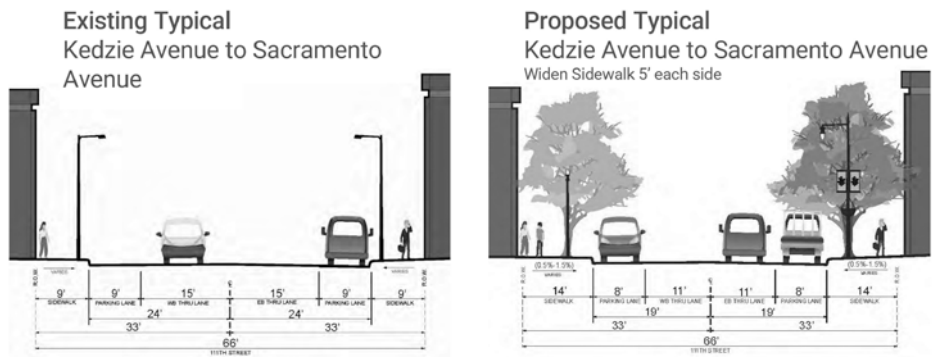 Existing Typical
Kedzie Avenue to Sacramento
Avenue
R.O.W.
VARIES
℄
VARIES
R.O.W.
9' 9' 15' 15' 9' 9'
SIDEWALK PARKING LANE WB THRU LANE EB THRU LANE PARKING LANE SIDEWALK
24' 24'
33' 33'
66'
111TH STREET
Proposed Typical
Kedzie Avenue to Sacramento Avenue
Widen Sidewalk 5' each side
R.O.W.
(0.5%-1.5%)
VARIES
℄
(0.5%-1.5%)
VARIES
R.O.W.
14' 8' 11' 11' 8' 14'
SIDEWALK PARKING LANE WB THRU LANE EB THRU LANE PARKING LANE SIDEWALK
19' 19'
33' 33'
66'
111TH STREET